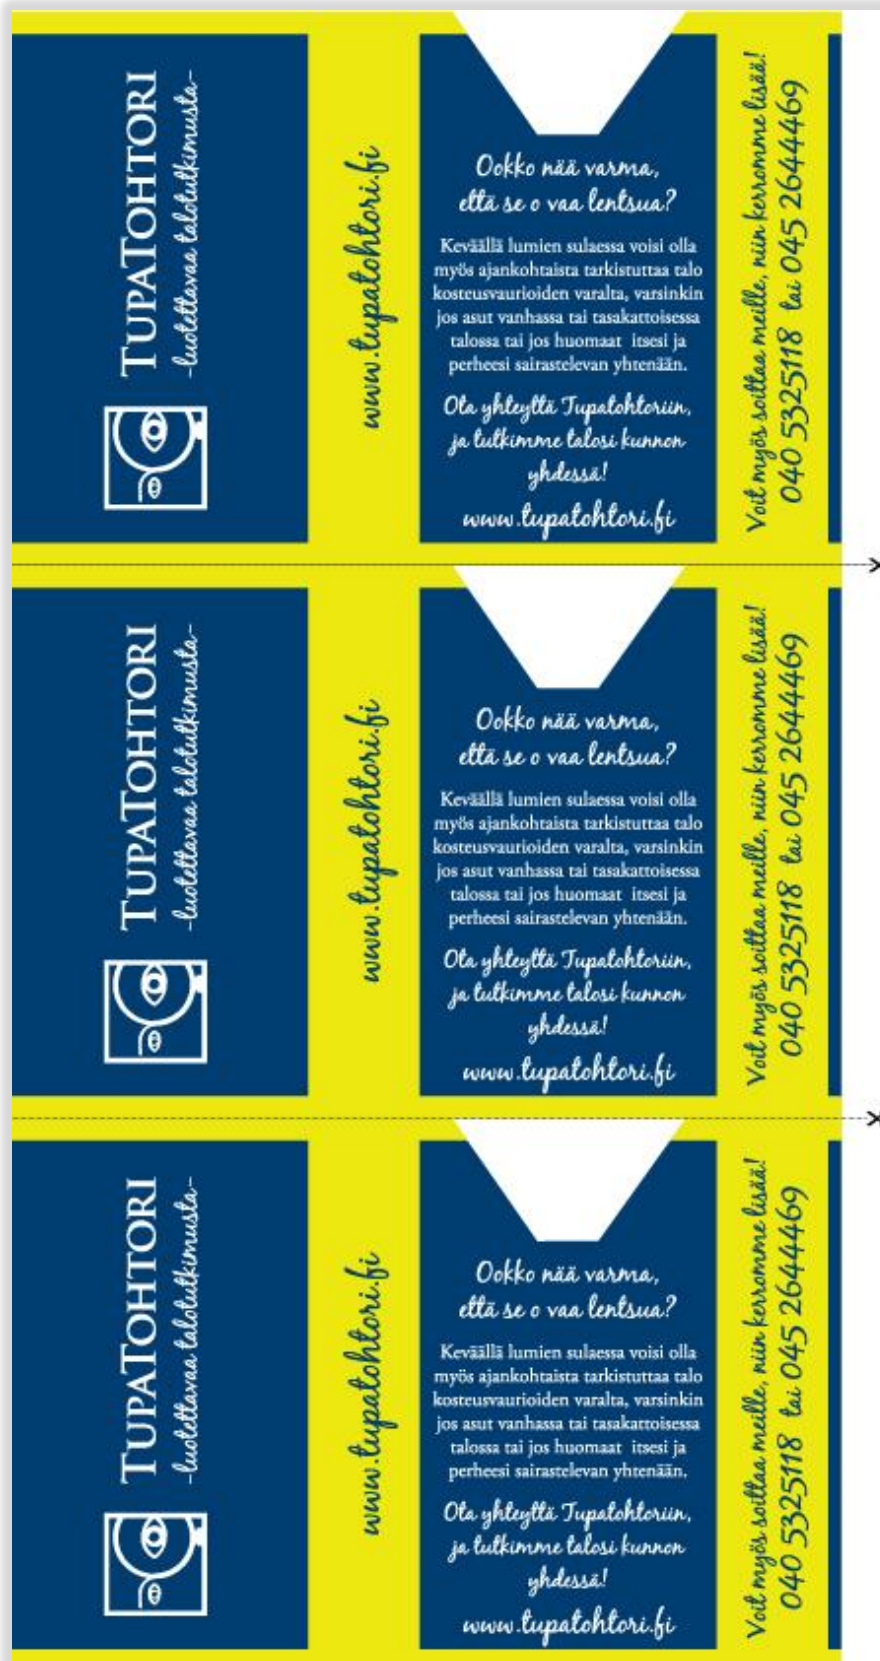 TUPATOHTORI
-luotettavaa talotutkimusta-
www.tupatohtori.fi
Ookko nää varma,
että se o vaa lentsua?
Keväällä lumien sulaessa voisi olla
myös ajankohtaista tarkistuttaa talo
kosteusvaurioiden varalta, varsinkin
jos asut vanhassa tai tasakattoisessa
talossa tai jos huomaat itsesi ja
perheesi sairastelevan yhtenään.
Ota yhteyttä Tupatohtoriin,
ja tutkimme talosi kunnon
yhdessä!
www.tupatohtori.fi
Voit myös soittaa meille, niin kerromme lisää!
040 5325118 tai 045 2644469
TUPATOHTORI
-luotettavaa talotutkimusta-
www.tupatohtori.fi
Ookko nää varma,
että se o vaa lentsua?
Keväällä lumien sulaessa voisi olla
myös ajankohtaista tarkistuttaa talo
kosteusvaurioiden varalta, varsinkin
jos asut vanhassa tai tasakattoisessa
talossa tai jos huomaat itsesi ja
perheesi sairastelevan yhtenään.
Ota yhteyttä Tupatohtoriin,
ja tutkimme talosi kunnon
yhdessä!
www.tupatohtori.fi
Voit myös soittaa meille, niin kerromme lisää!
040 5325118 tai 045 2644469
TUPATOHTORI
-luotettavaa talotutkimusta-
www.tupatohtori.fi
Ookko nää varma,
että se o vaa lentsua?
Keväällä lumien sulaessa voisi olla
myös ajankohtaista tarkistuttaa talo
kosteusvaurioiden varalta, varsinkin
jos asut vanhassa tai tasakattoisessa
talossa tai jos huomaat itsesi ja
perheesi sairastelevan yhtenään.
Ota yhteyttä Tupatohtoriin,
ja tutkimme talosi kunnon
yhdessä!
www.tupatohtori.fi
Voit myös soittaa meille, niin kerromme lisää!
040 5325118 tai 045 2644469